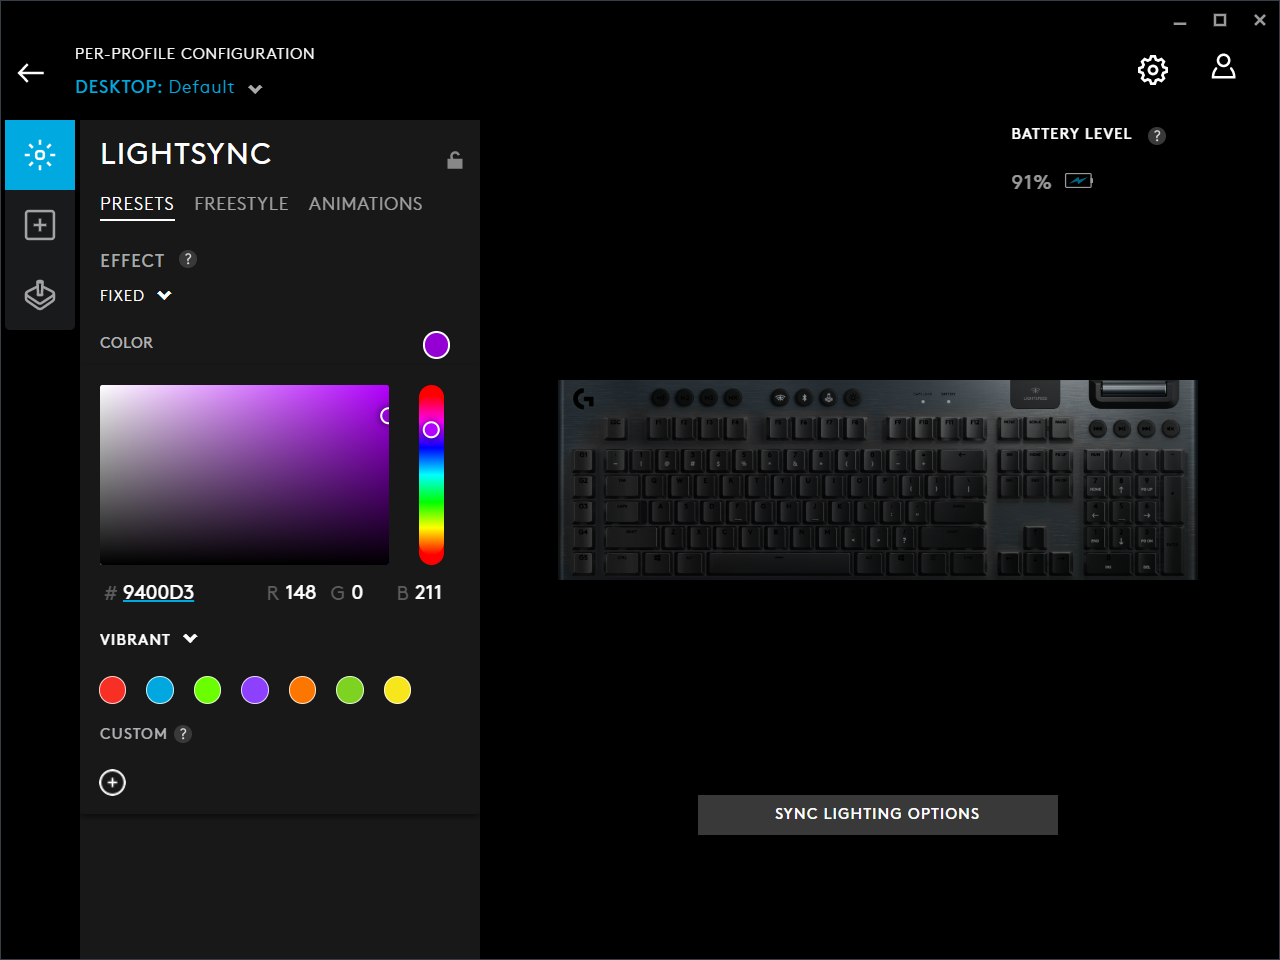 PER-PROFILE CONFIGURATION
DESKTOP: Default
BATTERY LEVEL ?
91%
LIGHTSYNC
PRESETS FREESTYLE ANIMATIONS
EFFECT ?
FIXED
COLOR
# 9400D3 R 148 G 0 B 211
VIBRANT
CUSTOM ?
SYNC LIGHTING OPTIONS